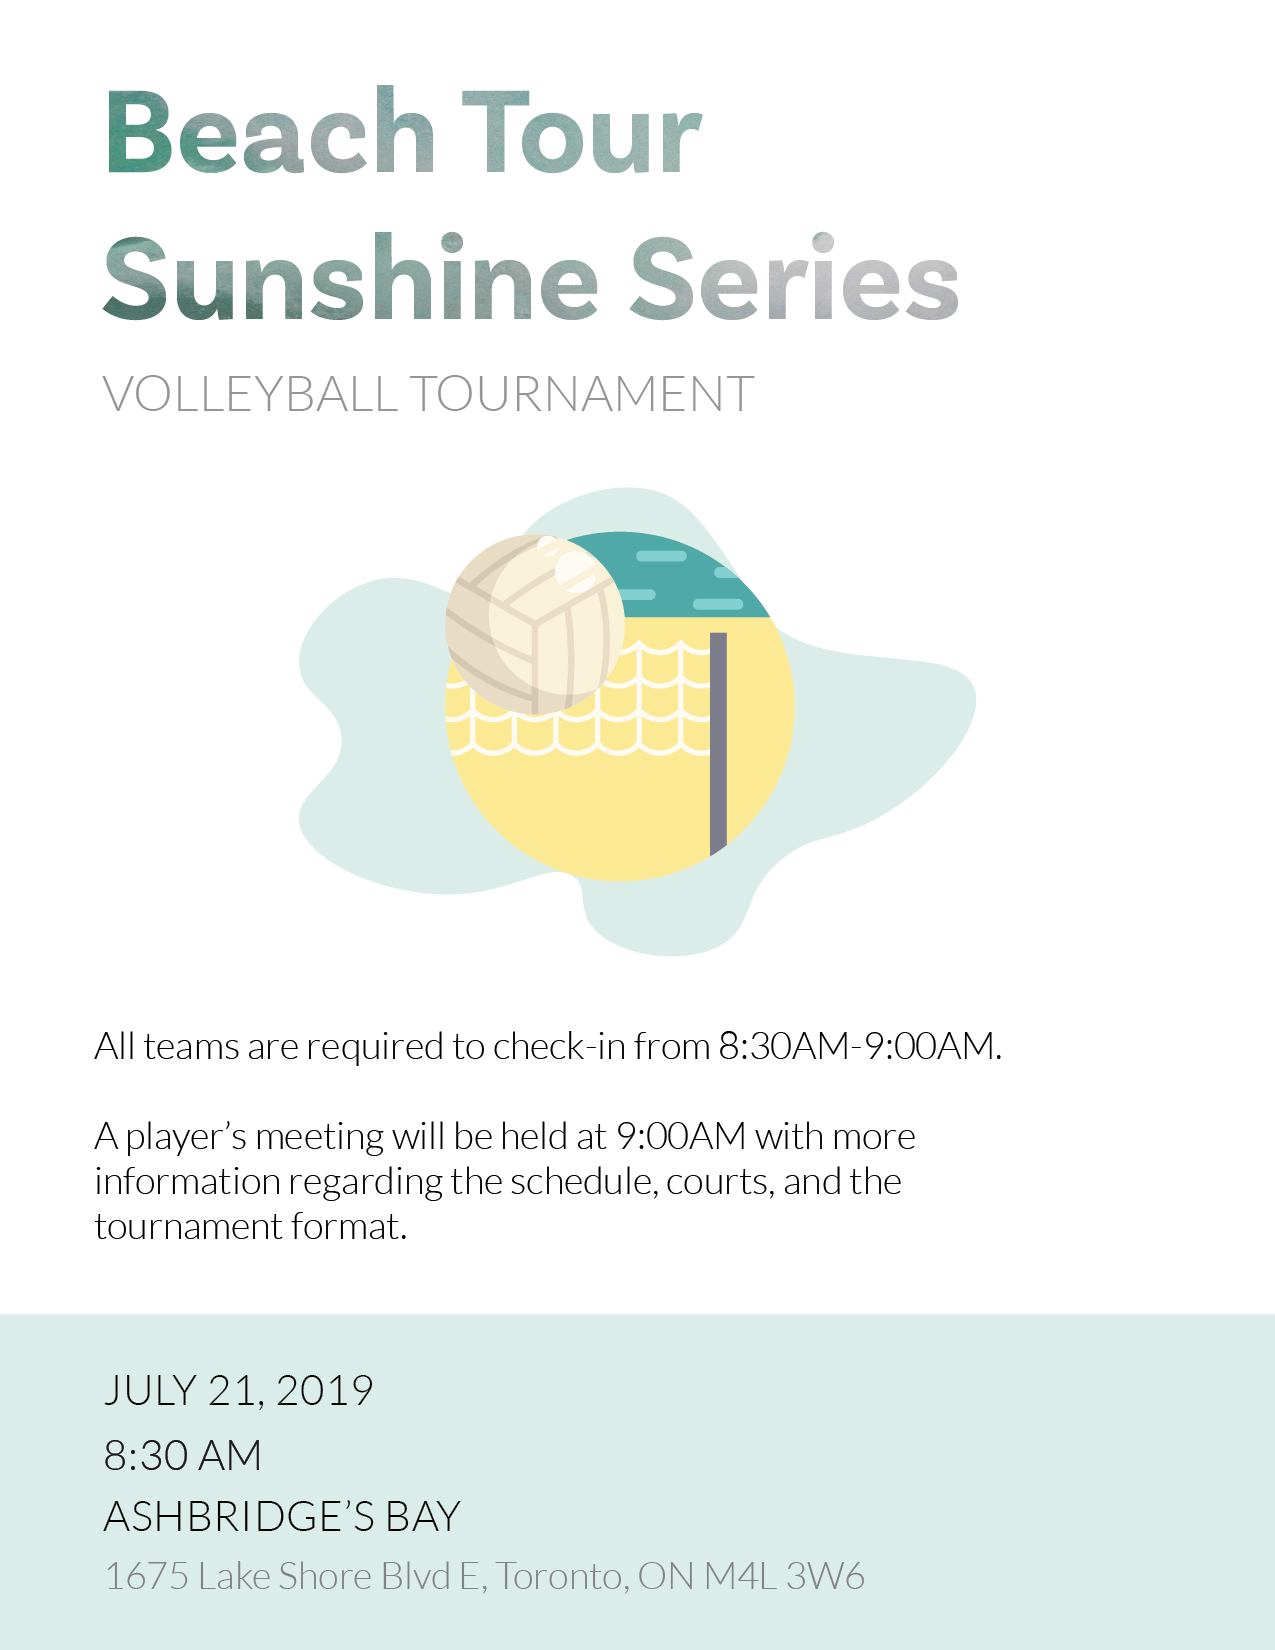 Beach Tour
Sunshine Series
VOLLEYBALL TOURNAMENT
All teams are required to check-in from 8:30AM-9:00AM.
A player’s meeting will be held at 9:00AM with more
information regarding the schedule, courts, and the
tournament format.
JULY 21, 2019
8:30 AM
ASHBRIDGE’S BAY
1675 Lake Shore Blvd E, Toronto, ON M4L 3W6